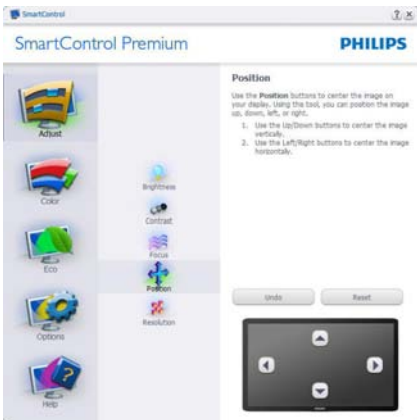 SmartControl
SmartControl Premium
PHILIPS
Adjust
Color
Eco
Options
Help
Brightness
Contrast
Focus
Position
Resolution
Position
Use the Position buttons to center the image on
your display. Using the tool, you can position the image
up, down, left, or right.
1. Use the Up/Down buttons to center the image
vertically.
2. Use the Left/Right buttons to center the image
horizontally.
Undo
Reset